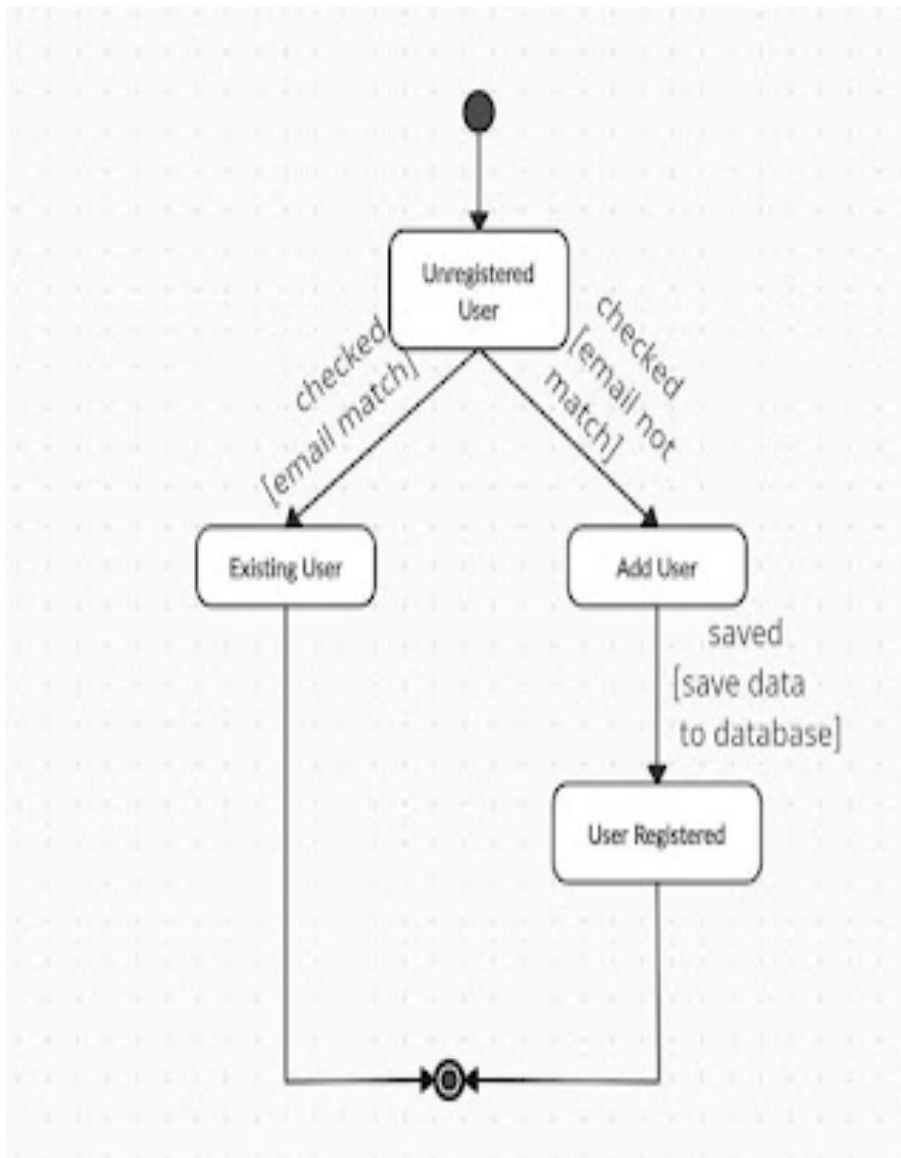 Unregistered
User
checked
[email match]
checked
[email not
match]
Existing User
Add User
saved
[save data
to database]
User Registered